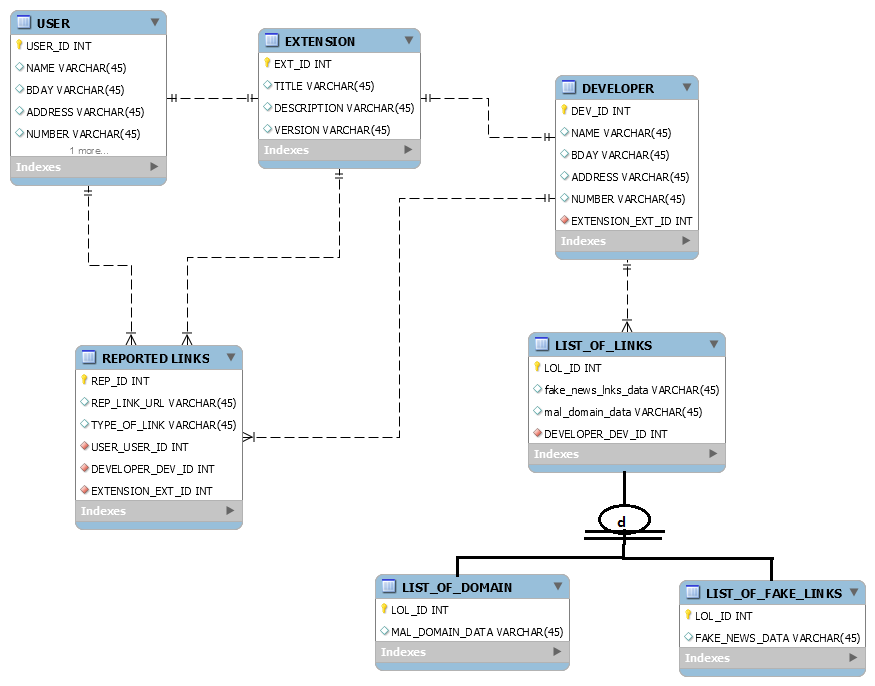 USER
USER_ID INT
NAME VARCHAR(45)
BDAY VARCHAR(45)
ADDRESS VARCHAR(45)
NUMBER VARCHAR(45)
1 more...
Indexes
EXTENSION
EXT_ID INT
TITLE VARCHAR(45)
DESCRIPTION VARCHAR(45)
VERSION VARCHAR(45)
Indexes
DEVELOPER
DEV_ID INT
NAME VARCHAR(45)
BDAY VARCHAR(45)
ADDRESS VARCHAR(45)
NUMBER VARCHAR(45)
EXTENSION_EXT_ID INT
Indexes
REPORTED LINKS
REP_ID INT
REP_LINK_URL VARCHAR(45)
TYPE_OF_LINK VARCHAR(45)
USER_USER_ID INT
DEVELOPER_DEV_ID INT
EXTENSION_EXT_ID INT
Indexes
LIST_OF_LINKS
LOL_ID INT
fake_news_lnks_data VARCHAR(45)
mal_domain_data VARCHAR(45)
DEVELOPER_DEV_ID INT
Indexes
d
LIST_OF_DOMAIN
LOL_ID INT
MAL_DOMAIN_DATA VARCHAR(45)
Indexes
LIST_OF_FAKE_LINKS
LOL_ID INT
FAKE_NEWS_DATA VARCHAR(45)
Indexes